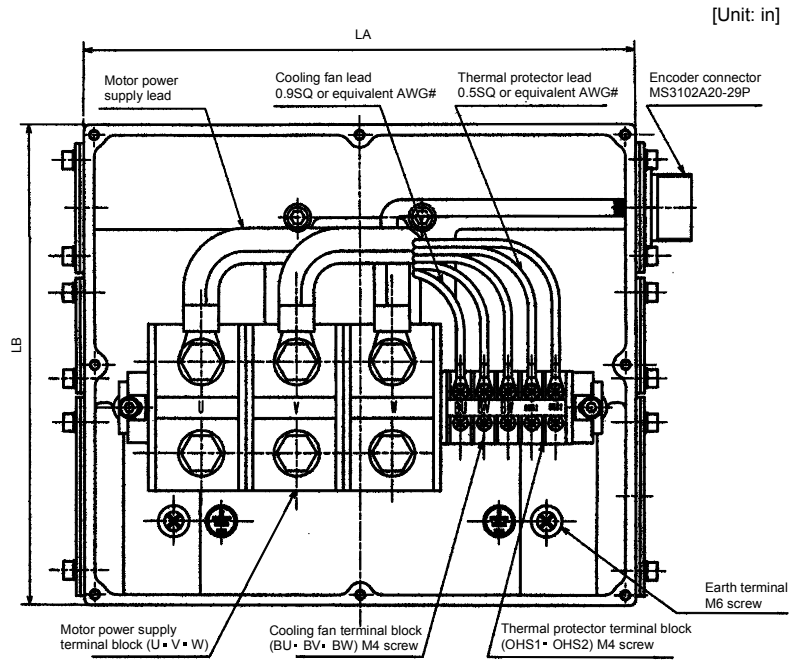 [Unit: in]
LA
Motor power
supply lead
Cooling fan lead
0.9SQ or equivalent AWG#
Thermal protector lead
0.5SQ or equivalent AWG#
Encoder connector
MS3102A20-29P
LB
U
V
W
Earth terminal
M6 screw
Motor power supply
terminal block (U▪V▪W)
Cooling fan terminal block
(BU▪ BV▪ BW) M4 screw
Thermal protector terminal block
(OHS1▪ OHS2) M4 screw